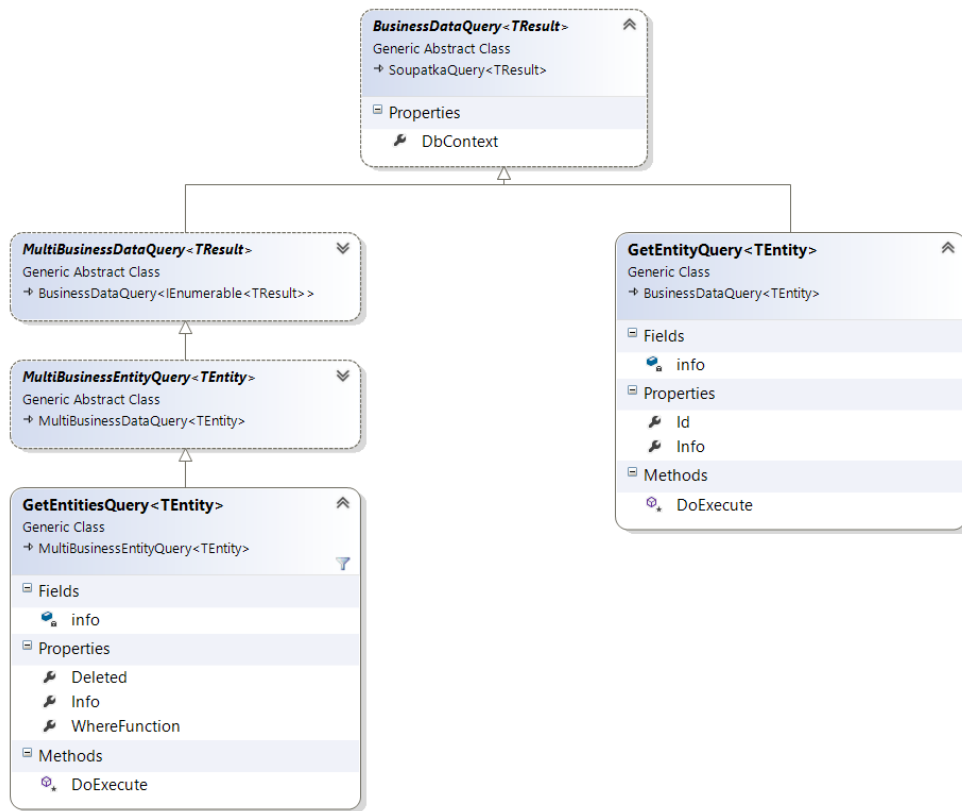 BusinessDataQuery<TResult>
Generic Abstract Class
SoupatkaQuery<TResult>
Properties
DbContext
MultiBusinessDataQuery<TResult>
Generic Abstract Class
BusinessDataQuery<IEnumerable<TResult>>
MultiBusinessEntityQuery<TEntity>
Generic Abstract Class
MultiBusinessDataQuery<TEntity>
GetEntitiesQuery<TEntity>
Generic Class
MultiBusinessEntityQuery<TEntity>
Fields
info
Properties
Deleted
Info
WhereFunction
Methods
DoExecute
GetEntityQuery<TEntity>
Generic Class
BusinessDataQuery<TEntity>
Fields
info
Properties
Id
Info
Methods
DoExecute